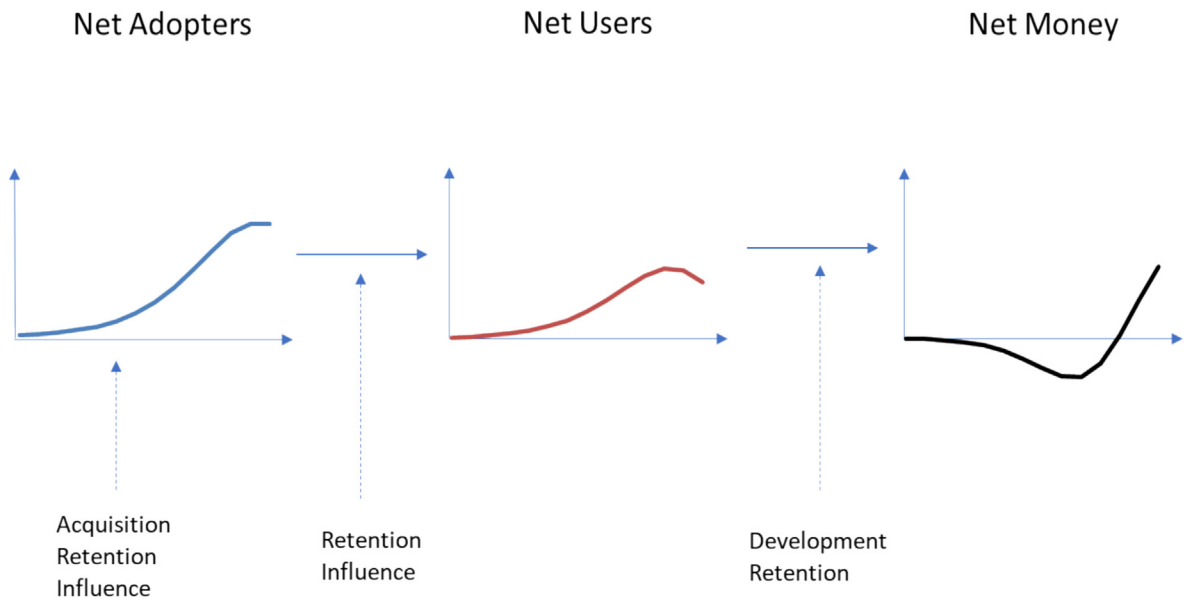 Net Adopters
Net Users
Net Money
Acquisition
Retention
Influence
Retention
Influence
Development
Retention